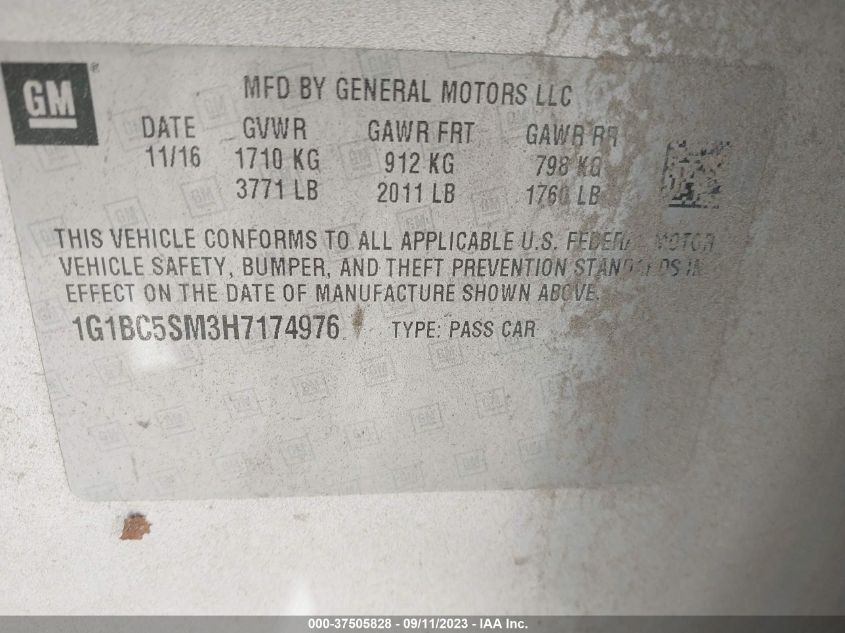 GM
MFD BY GENERAL MOTORS LLC
DATE GVWR GAWR FRT GAWR RR
11/16 1710 KG 912 KG 798 KG
3771 LB 2011 LB 1760 LB
THIS VEHICLE CONFORMS TO ALL APPLICABLE U.S. FEDERAL MOTOR
VEHICLE SAFETY, BUMPER, AND THEFT PREVENTION STANDARDS IN
EFFECT ON THE DATE OF MANUFACTURE SHOWN ABOVE.
1G1BC5SM3H7174976 TYPE: PASS CAR
000-37505828 - 09/11/2023 - IAA Inc.